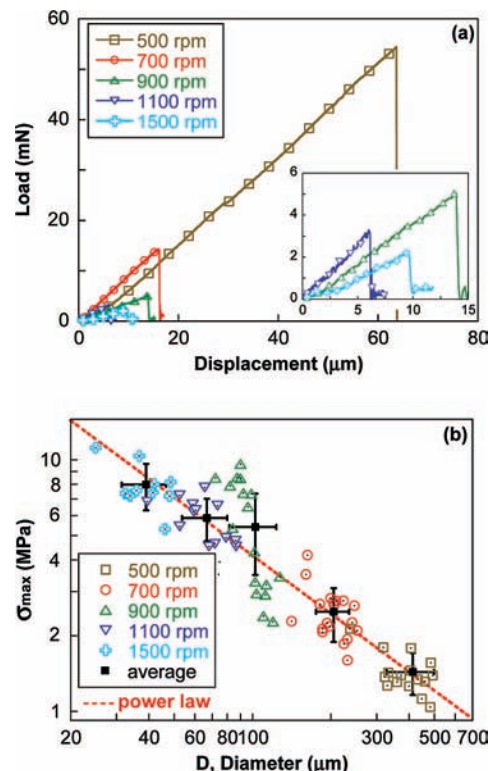 (a)
60
40
20
0
Load (mN)
500 rpm
700 rpm
900 rpm
1100 rpm
1500 rpm
6
4
2
0
0 5 10 15
0 20 40 60 80
Displacement (μm)
(b)
10
8
6
4
2
1
σmax (MPa)
500 rpm
700 rpm
900 rpm
1100 rpm
1500 rpm
average
power law
20 40 60 80 100 300 500 700
D, Diameter (μm)